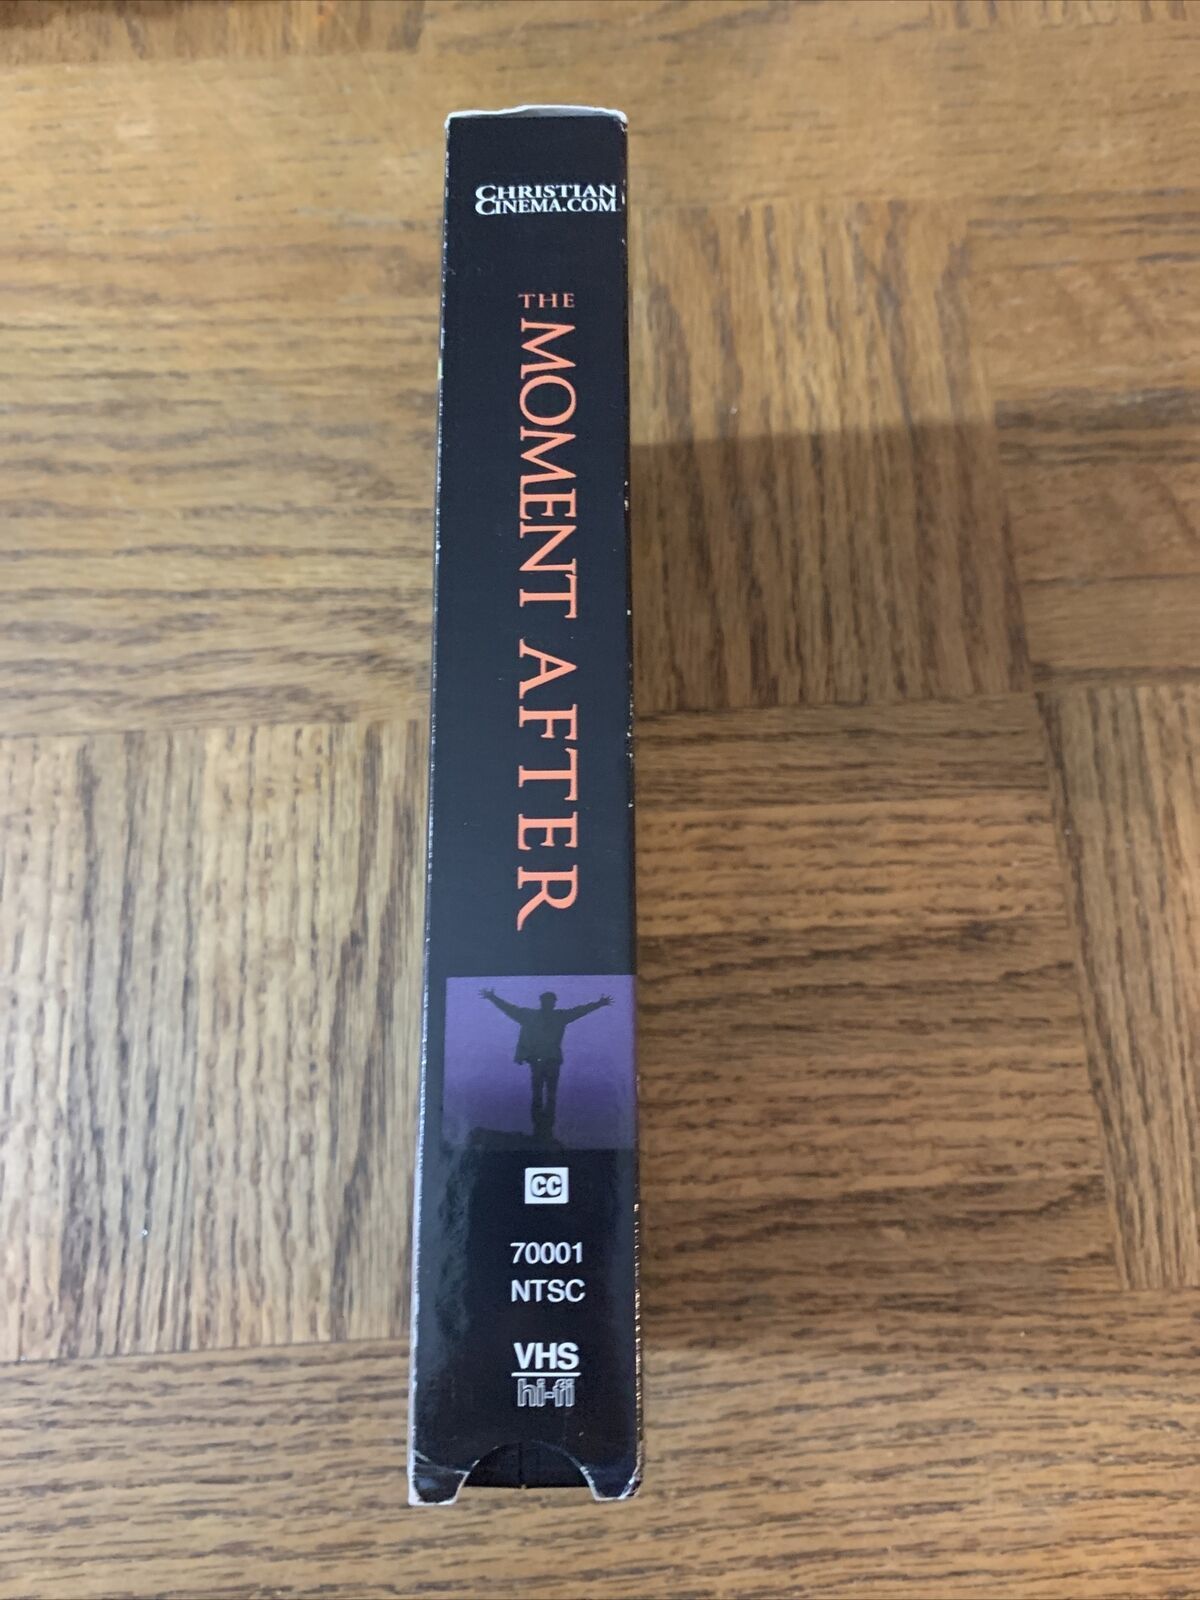 CHRISTIAN
CINEMA.COM
THE MOMENT AFTER
CC
70001
NTSC
VHS
hi-fi